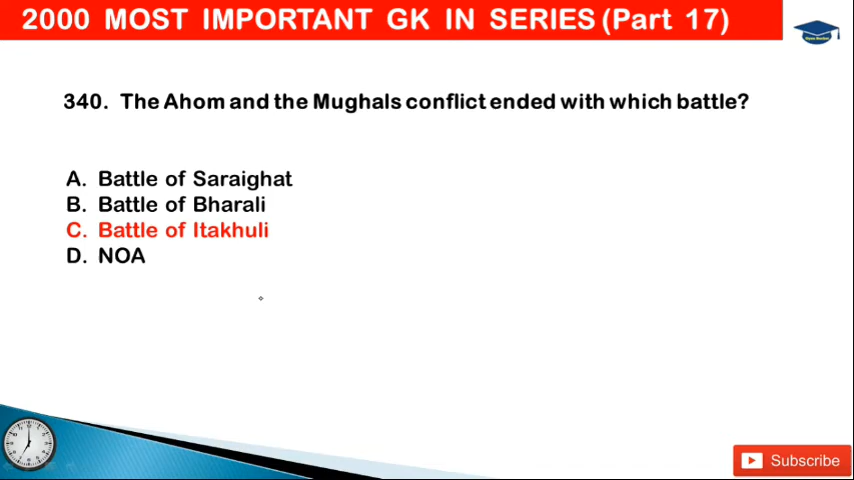 2000 MOST IMPORTANT GK IN SERIES (Part 17)
340. The Ahom and the Mughals conflict ended with which battle?
A. Battle of Saraighat
B. Battle of Bharali
C. Battle of Itakhuli
D. NOA
Subscribe